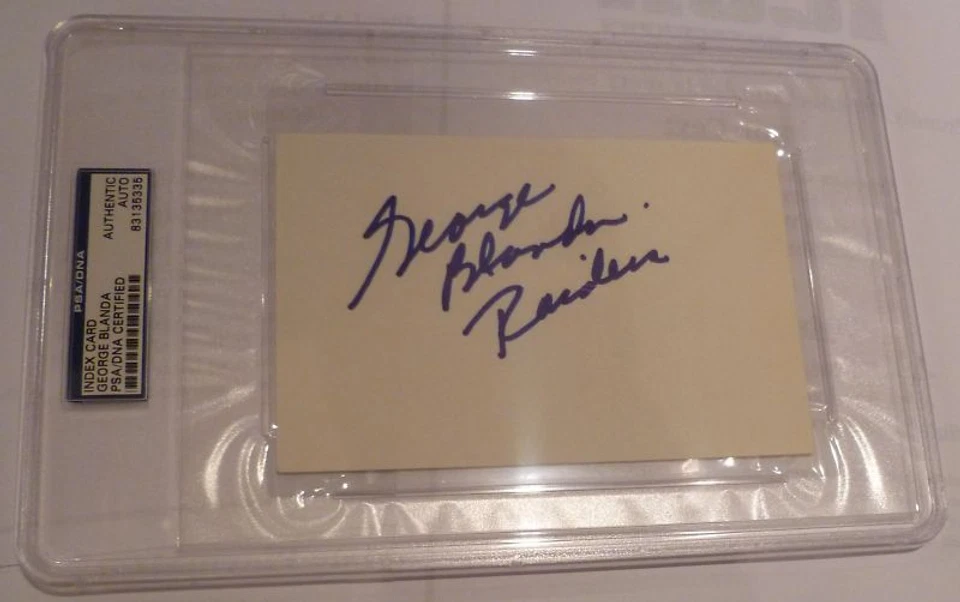 PSA/DNA
INDEX CARD
GEORGE BLANDA
PSA/DNA CERTIFIED
AUTHENTIC
AUTO
83135335
George
Blanda.
Raiders